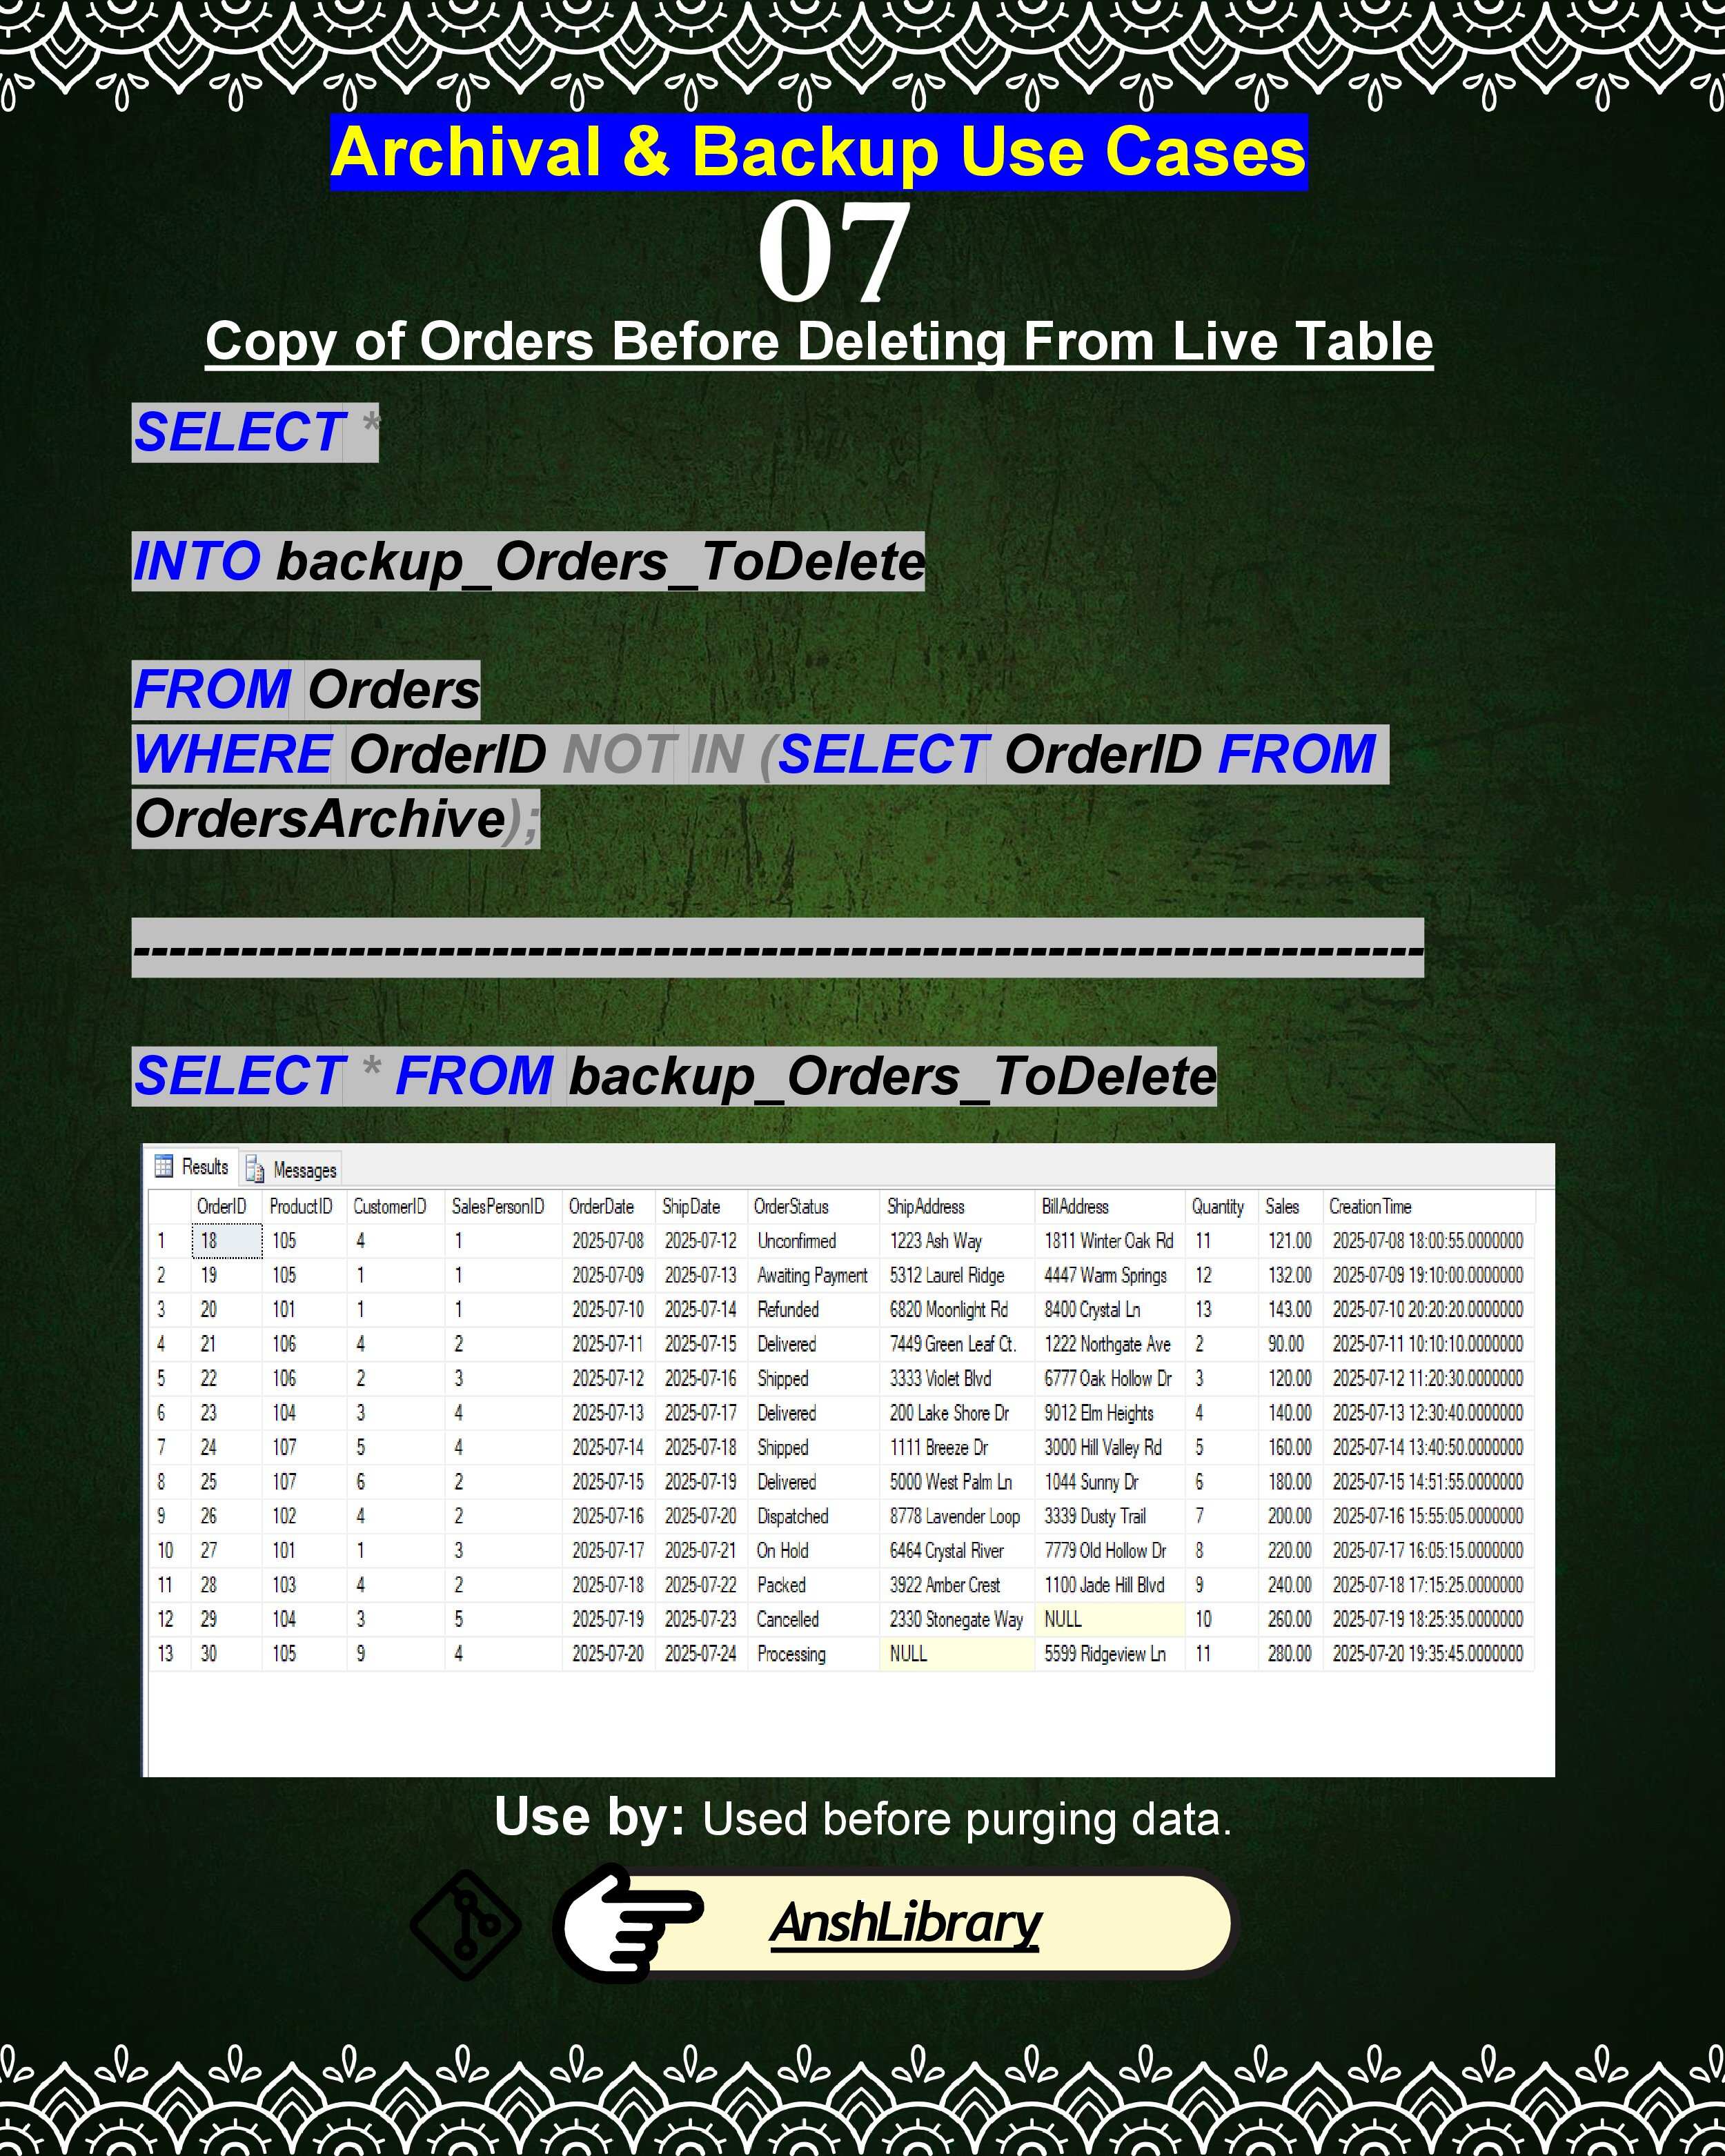 Archival & Backup Use Cases
07
Copy of Orders Before Deleting From Live Table
SELECT *
INTO backup_Orders_ToDelete
FROM Orders
WHERE OrderID NOT IN (SELECT OrderID FROM
OrdersArchive);
-------------------------------------------------------------------------
SELECT * FROM backup_Orders_ToDelete
Results Messages
OrderID ProductID CustomerID SalesPersonID OrderDate ShipDate OrderStatus ShipAddress BillAddress Quantity Sales CreationTime
1 18 105 4 1 2025-07-08 2025-07-12 Unconfirmed 1223 Ash Way 1811 Winter Oak Rd 11 121.00 2025-07-08 18:00:55.0000000
2 19 105 1 1 2025-07-09 2025-07-13 Awaiting Payment 5312 Laurel Ridge 4447 Warm Springs 12 132.00 2025-07-09 19:10:00.0000000
3 20 101 1 1 2025-07-10 2025-07-14 Refunded 6820 Moonlight Rd 8400 Crystal Ln 13 143.00 2025-07-10 20:20:20.0000000
4 21 106 4 2 2025-07-11 2025-07-15 Delivered 7449 Green Leaf Ct. 1222 Northgate Ave 2 90.00 2025-07-11 10:10:10.0000000
5 22 106 2 3 2025-07-12 2025-07-16 Shipped 3333 Violet Blvd 6777 Oak Hollow Dr 3 120.00 2025-07-12 11:20:30.0000000
6 23 104 3 4 2025-07-13 2025-07-17 Delivered 200 Lake Shore Dr 9012 Elm Heights 4 140.00 2025-07-13 12:30:40.0000000
7 24 107 5 4 2025-07-14 2025-07-18 Shipped 1111 Breeze Dr 3000 Hill Valley Rd 5 160.00 2025-07-14 13:40:50.0000000
8 25 107 6 2 2025-07-15 2025-07-19 Delivered 5000 West Palm Ln 1044 Sunny Dr 6 180.00 2025-07-15 14:51:55.0000000
9 26 102 4 2 2025-07-16 2025-07-20 Dispatched 8778 Lavender Loop 3339 Dusty Trail 7 200.00 2025-07-16 15:55:05.0000000
10 27 101 1 3 2025-07-17 2025-07-21 On Hold 6464 Crystal River 7779 Old Hollow Dr 8 220.00 2025-07-17 16:05:15.0000000
11 28 103 4 2 2025-07-18 2025-07-22 Packed 3922 Amber Crest 1100 Jade Hill Blvd 9 240.00 2025-07-18 17:15:25.0000000
12 29 104 3 5 2025-07-19 2025-07-23 Cancelled 2330 Stonegate Way NULL 10 260.00 2025-07-19 18:25:35.0000000
13 30 105 9 4 2025-07-20 2025-07-24 Processing NULL 5599 Ridgeview Ln 11 280.00 2025-07-20 19:35:45.0000000
Use by: Used before purging data.
AnshLibrary